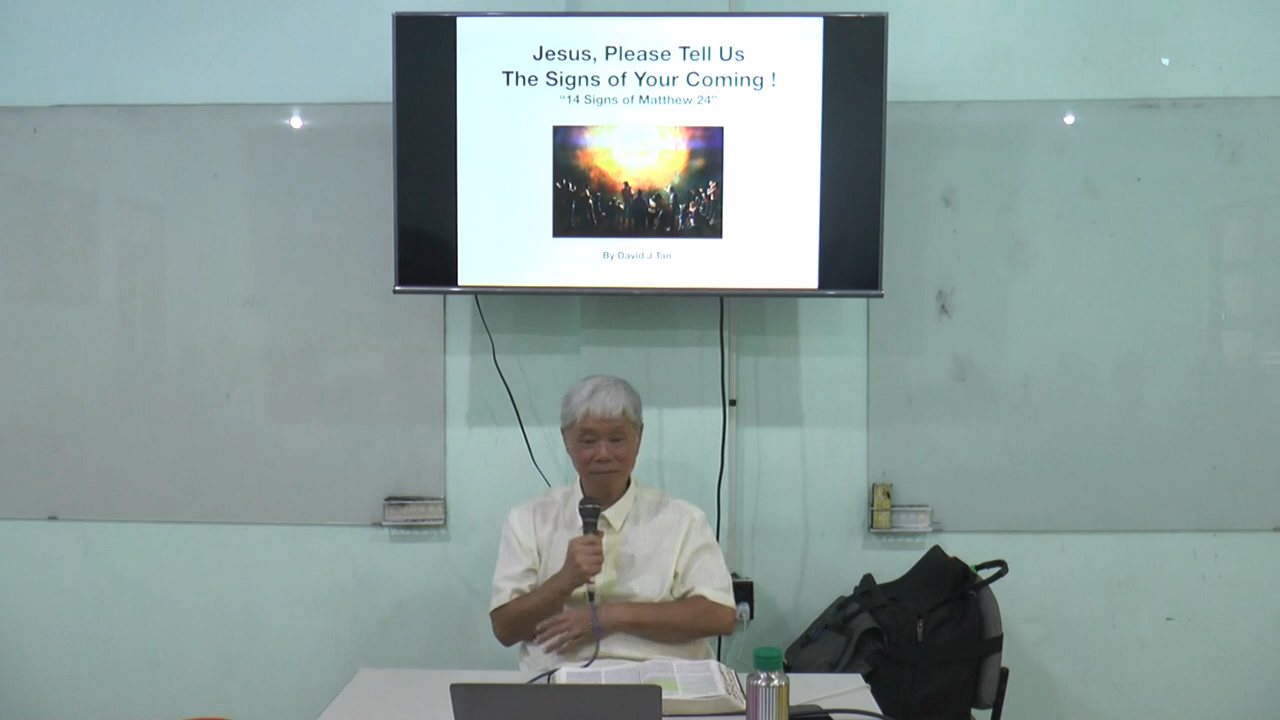 Jesus, Please Tell Us
The Signs of Your Coming !
"14 Signs of Matthew 24"
By David J Tan